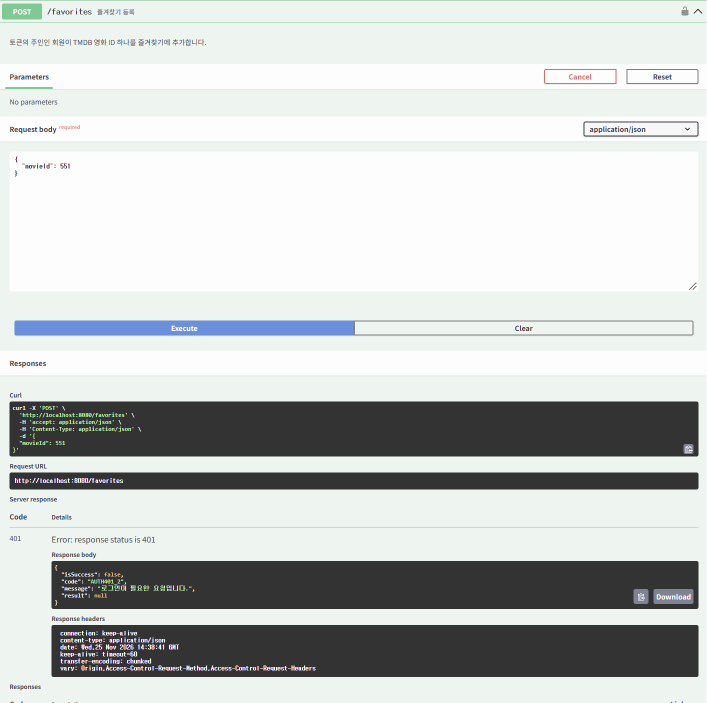 POST /favorites 즐겨찾기 등록
토큰의 주인인 회원이 TMDB 영화 ID 하나를 즐겨찾기에 추가합니다.
Parameters
Cancel
Reset
No parameters
Request body required
application/json
{
"movieId": 551
}
Execute
Clear
Responses
Curl
curl -X 'POST' \
'http://localhost:8080/favorites' \
-H 'accept: application/json' \
-H 'Content-Type: application/json' \
-d '{
"movieId": 551
}'
Request URL
http://localhost:8080/favorites
Server response
Code Details
401
Error: response status is 401
Response body
{
"isSuccess": false,
"code": "AUTH401_2",
"message": "로그인이 필요한 요청입니다.",
"result": null
}
Download
Response headers
connection: keep-alive
content-type: application/json
date: Wed,25 Nov 2026 14:38:41 GMT
keep-alive: timeout=60
transfer-encoding: chunked
vary: Origin,Access-Control-Request-Method,Access-Control-Request-Headers
Responses